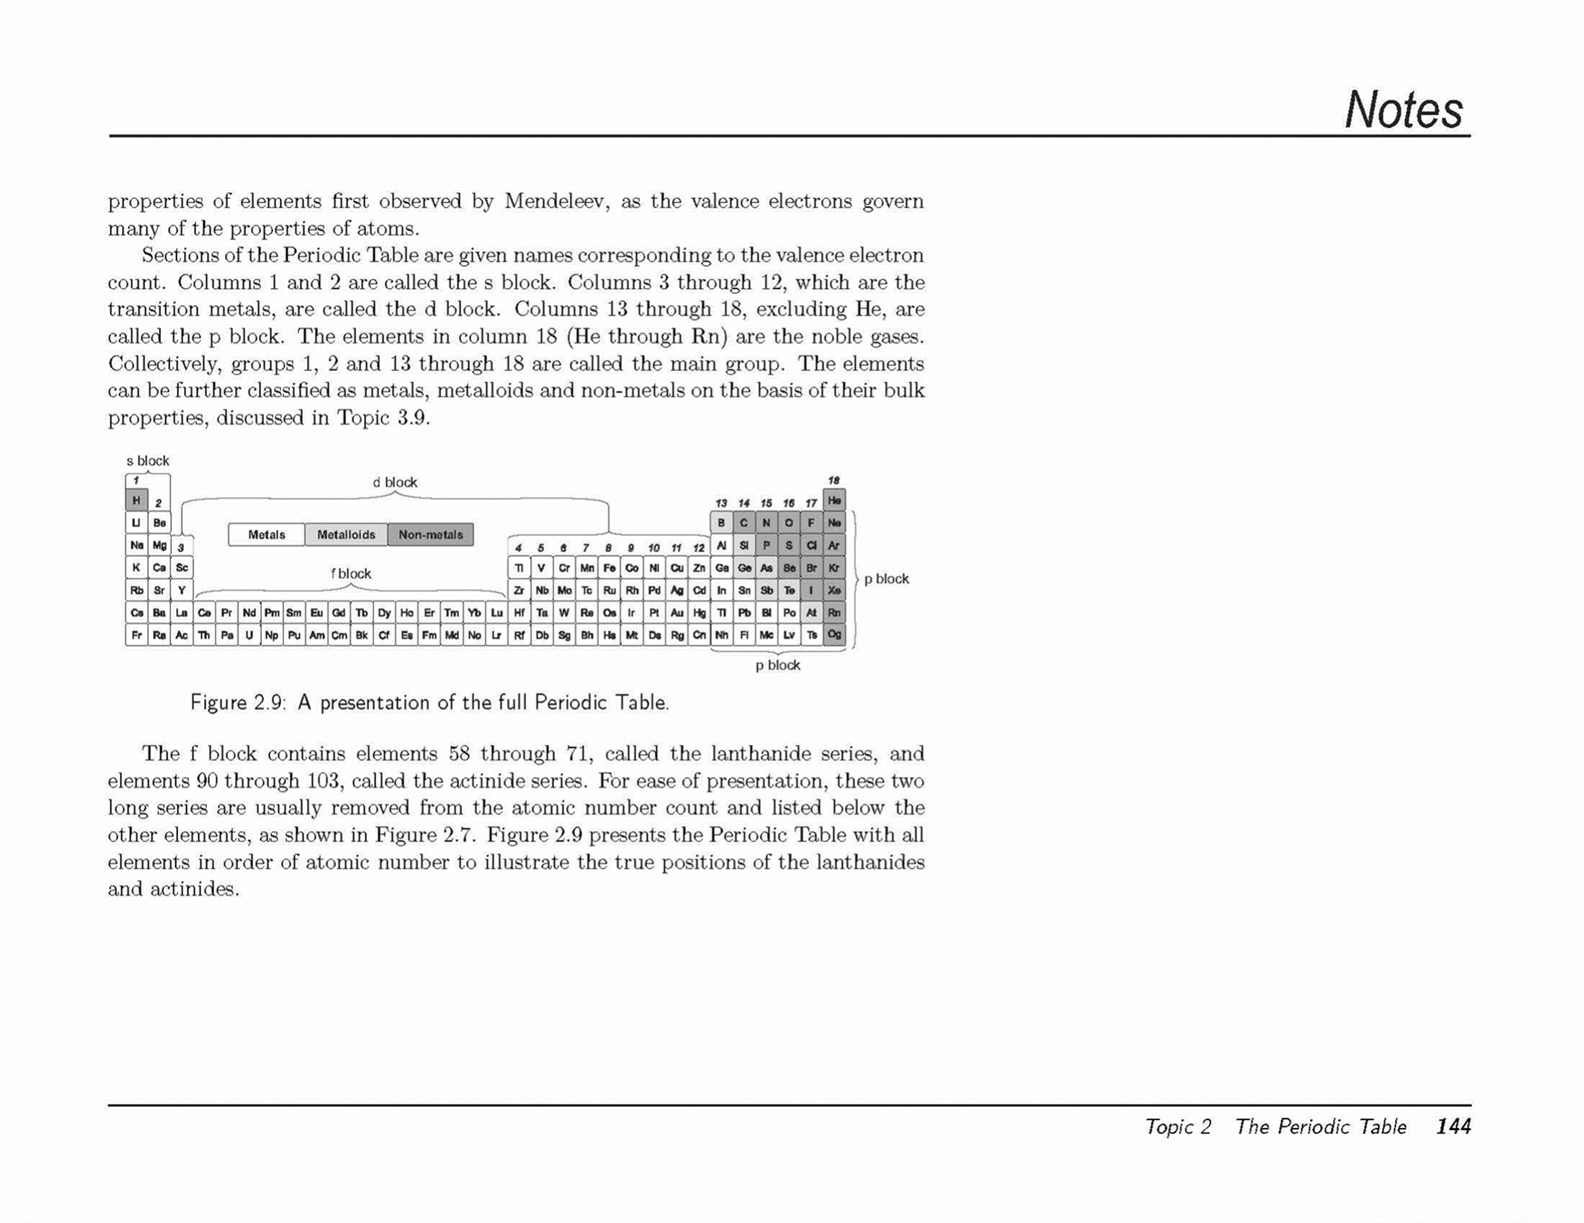 Notes
properties of elements first observed by Mendeleev, as the valence electrons govern
many of the properties of atoms.
Sections of the Periodic Table are given names corresponding to the valence electron
count. Columns 1 and 2 are called the s block. Columns 3 through 12, which are the
transition metals, are called the d block. Columns 13 through 18, excluding He, are
called the p block. The elements in column 18 (He through Rn) are the noble gases.
Collectively, groups 1, 2 and 13 through 18 are called the main group. The elements
can be further classified as metals, metalloids and non-metals on the basis of their bulk
properties, discussed in Topic 3.9.
s block
1 d block 18
H 2 13 14 15 16 17 He
Li Be Metals Metalloids Non-metals B C N O F Ne
Na Mg 3 4 5 6 7 8 9 10 11 12 Al Si P S Cl Ar
K Ca Sc f block Ti V Cr Mn Fe Co Ni Cu Zn Ga Ge As Se Br Kr p block
Rb Sr Y Zr Nb Mo Tc Ru Rh Pd Ag Cd In Sn Sb Te I Xe
Cs Ba La Ce Pr Nd Pm Sm Eu Gd Tb Dy Ho Er Tm Yb Lu Hf Ta W Re Os Ir Pt Au Hg Tl Pb Bi Po At Rn
Fr Ra Ac Th Pa U Np Pu Am Cm Bk Cf Es Fm Md No Lr Rf Db Sg Bh Hs Mt Ds Rg Cn Nh Fl Mc Lv Ts Og
p block
Figure 2.9: A presentation of the full Periodic Table.
The f block contains elements 58 through 71, called the lanthanide series, and
elements 90 through 103, called the actinide series. For ease of presentation, these two
long series are usually removed from the atomic number count and listed below the
other elements, as shown in Figure 2.7. Figure 2.9 presents the Periodic Table with all
elements in order of atomic number to illustrate the true positions of the lanthanides
and actinides.
Topic 2 The Periodic Table 144